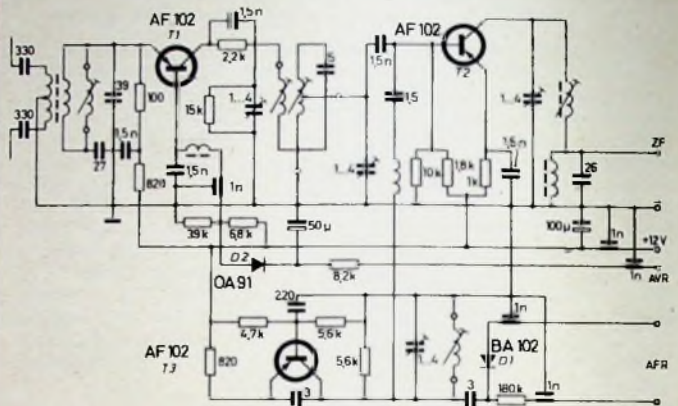 AF 102
T1
1,5n
2,2k
330
330
39
100
1,5n
27
820
15k
1...4
1,5n
1n
39k
6,8k
50µ
D2
OA91
8,2k
AF 102
T2
1,5n
1,5
1...4
1...4
10k
1,8k
1k
1,5n
26
100µ
ZF
1n
+12V
AVR
1n
AF 102
T3
820
4,7k
220
5,6k
5,6k
3
1...4
3
1n
BA 102
D1
180k
1n
AFR